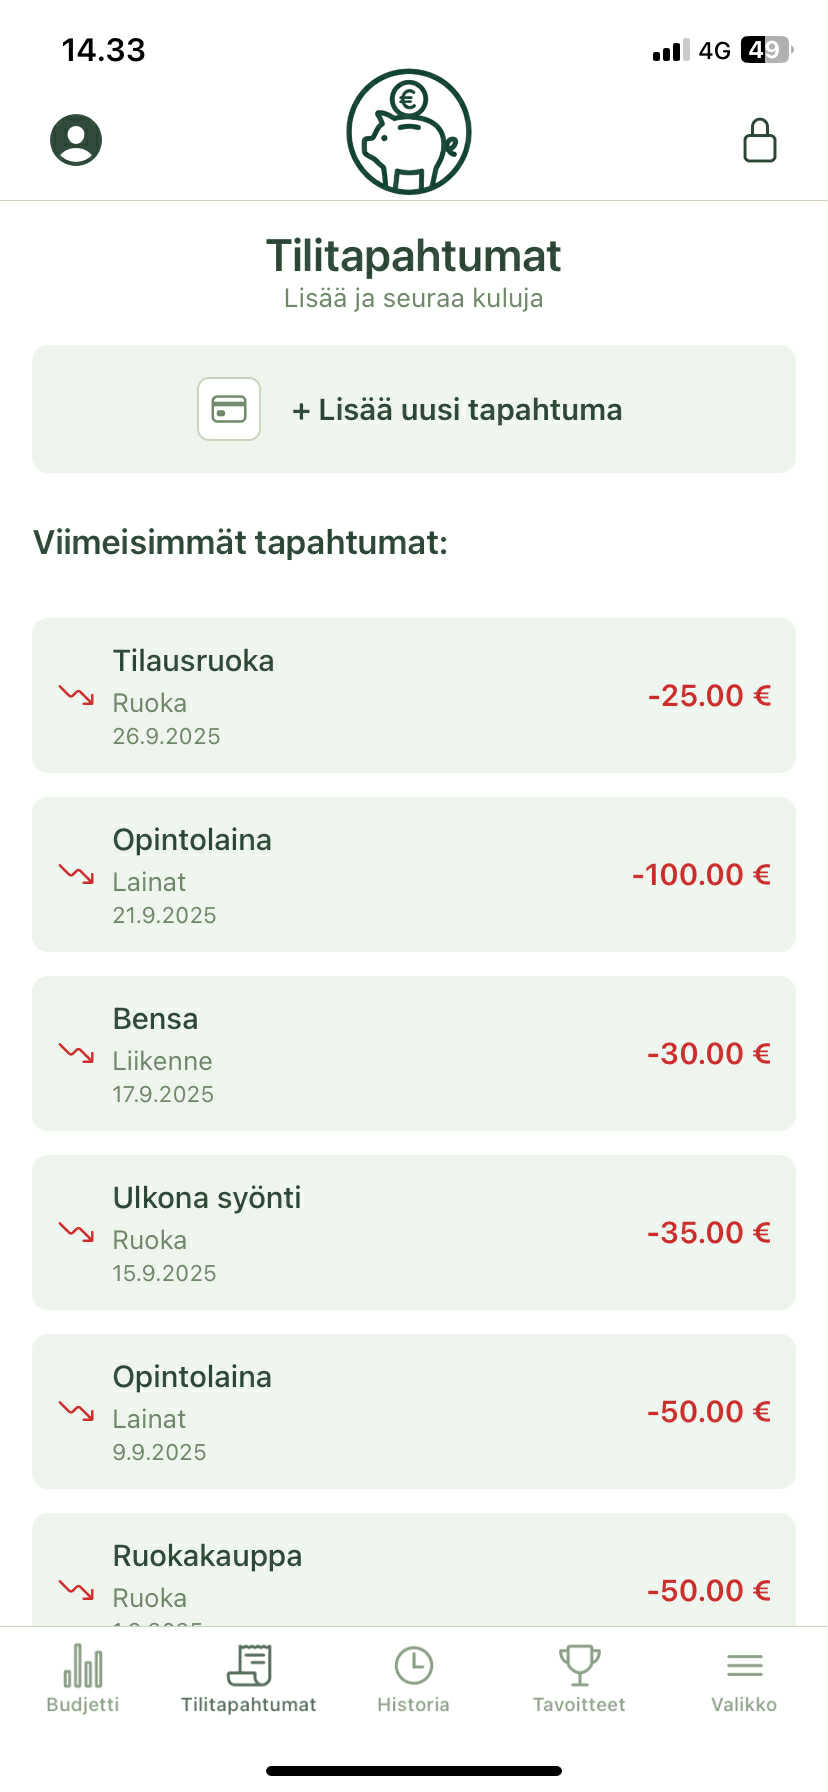 14.33
4G 49
€
Tilitapahtumat
Lisää ja seuraa kuluja
+ Lisää uusi tapahtuma
Viimeisimmät tapahtumat:
Tilausruoka
Ruoka
26.9.2025
-25.00 €
Opintolaina
Lainat
21.9.2025
-100.00 €
Bensa
Liikenne
17.9.2025
-30.00 €
Ulkona syönti
Ruoka
15.9.2025
-35.00 €
Opintolaina
Lainat
9.9.2025
-50.00 €
Ruokakauppa
Ruoka
-50.00 €
Budjetti
Tilitapahtumat
Historia
Tavoitteet
Valikko